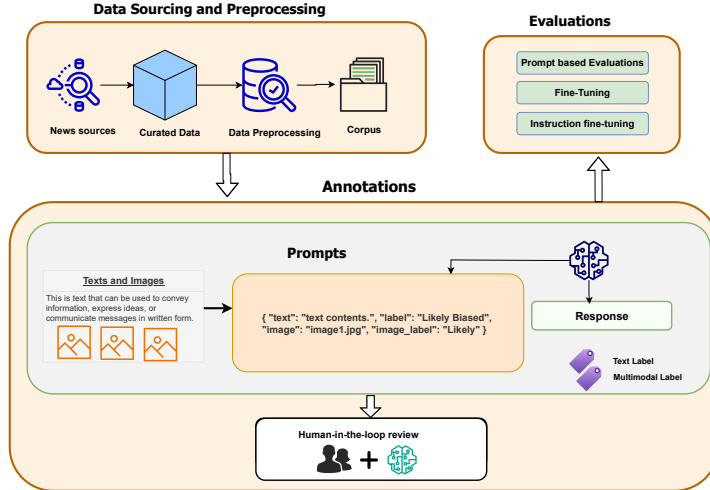 Data Sourcing and Preprocessing
News sources
Curated Data
Data Preprocessing
Corpus
Evaluations
Prompt based Evaluations
Fine-Tuning
Instruction fine-tuning
Annotations
Prompts
Texts and Images
This is text that can be used to convey
information, express ideas, or
communicate messages in written form.
{ "text": "text contents.", "label": "Likely Biased",
"image": "image1.jpg", "image_label": "Likely" }
Response
Text Label
Multimodal Label
Human-in-the-loop review